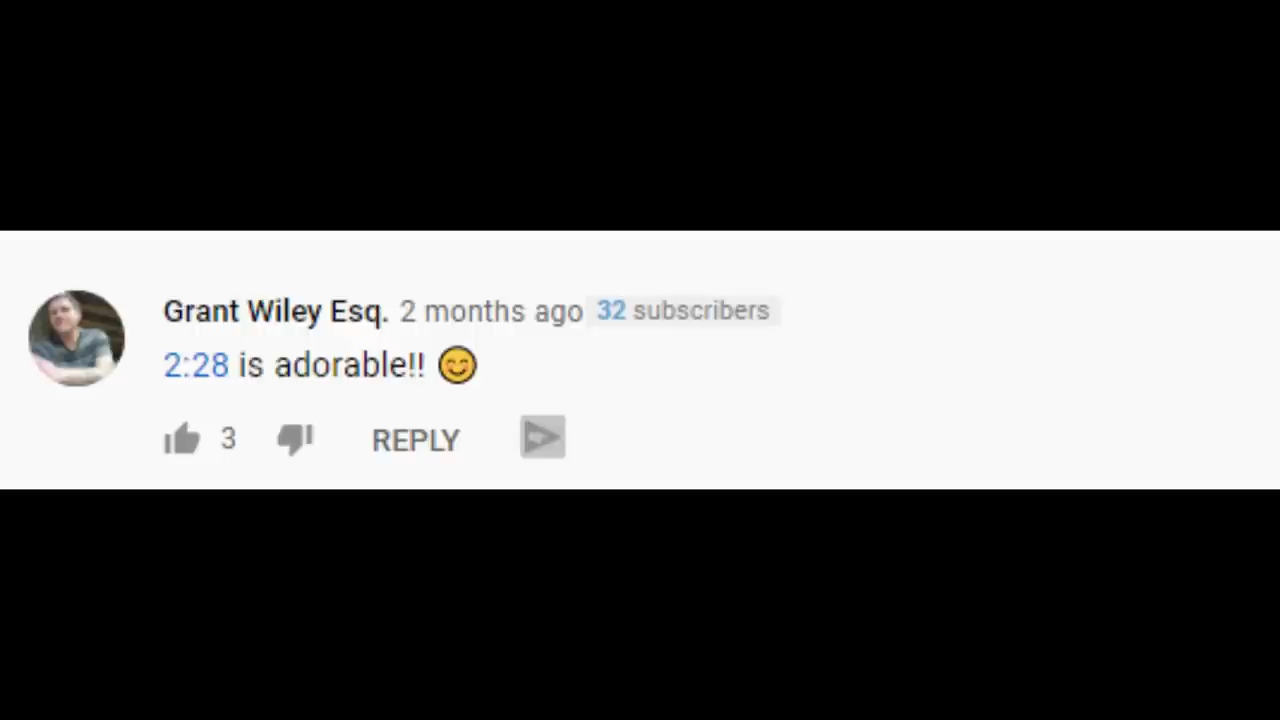 Grant Wiley Esq. 2 months ago 32 subscribers
2:28 is adorable!! 😊
3 REPLY